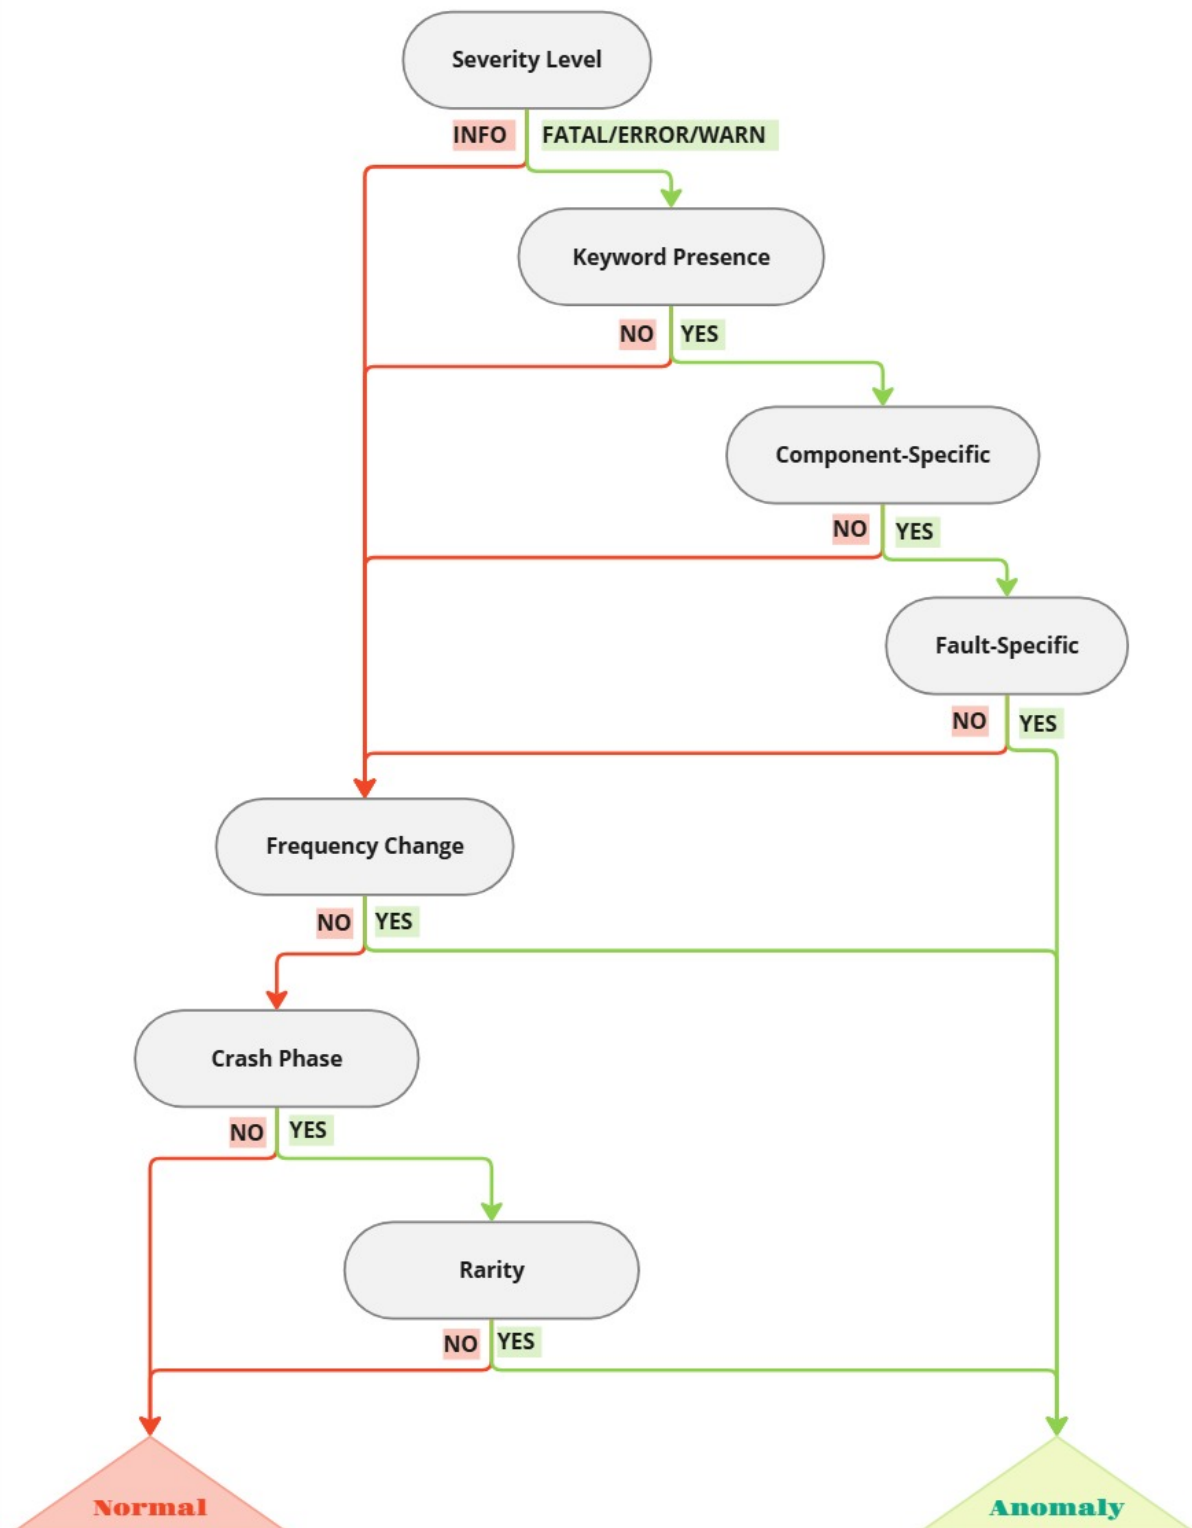 Severity Level
INFO FATAL/ERROR/WARN
Keyword Presence
NO YES
Component-Specific
NO YES
Fault-Specific
NO YES
Frequency Change
NO YES
Crash Phase
NO YES
Rarity
NO YES
Normal Anomaly